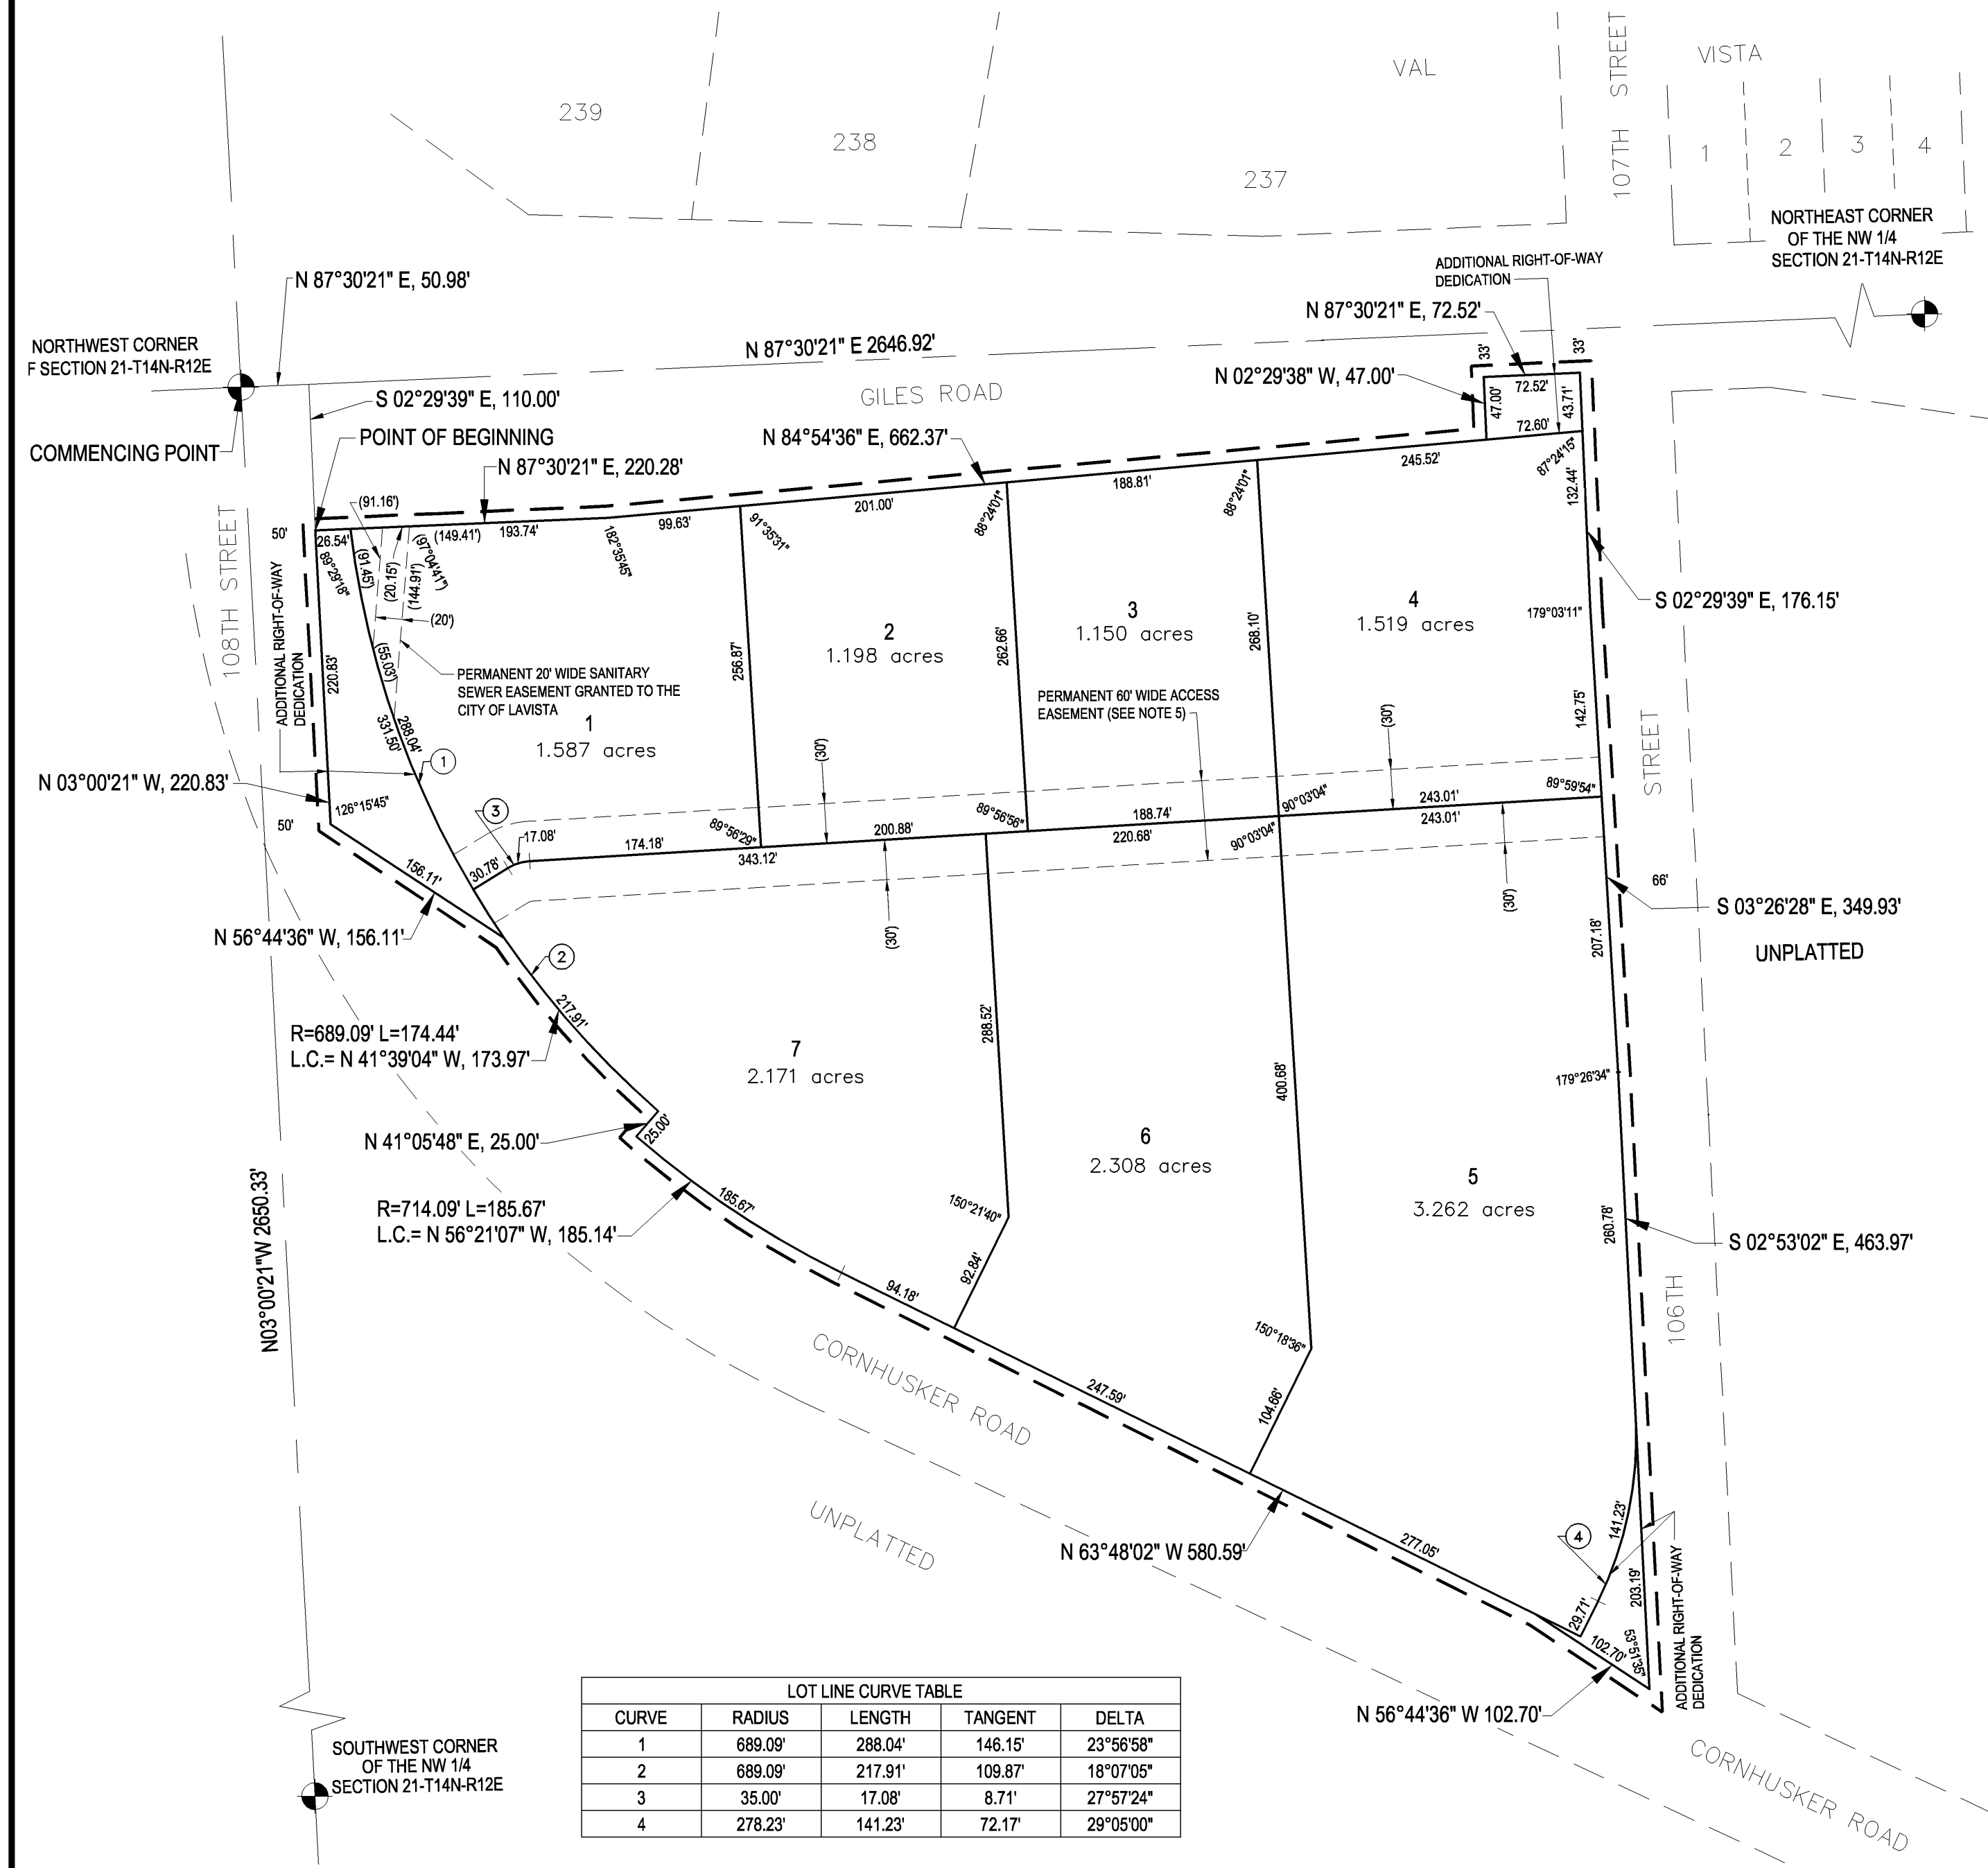 VAL
VISTA
107TH STREET
239
238
237
1
2
3
4
NORTHEAST CORNER
OF THE NW 1/4
SECTION 21-T14N-R12E
ADDITIONAL RIGHT-OF-WAY
DEDICATION
N 87°30'21" E, 50.98'
N 87°30'21" E, 72.52'
NORTHWEST CORNER
F SECTION 21-T14N-R12E
N 87°30'21" E 2646.92'
33'
33'
N 02°29'38" W, 47.00'
72.52'
47.00'
43.71'
72.60'
S 02°29'39" E, 110.00'
GILES ROAD
COMMENCING POINT
POINT OF BEGINNING
N 84°54'36" E, 662.37'
N 87°30'21" E, 220.28'
245.52'
87°24'15"
132.44'
188.81'
88°24'01"
88°24'01"
201.00'
(91.16')
99.63'
91°35'31"
193.74'
182°35'45"
(149.41')
(97°04'41")
50'
26.54'
89°29'18"
(91.45')
(20.15')
(144.91')
(20')
108TH STREET
ADDITIONAL RIGHT-OF-WAY
DEDICATION
220.83'
(55.03')
288.04'
331.50'
PERMANENT 20' WIDE SANITARY
SEWER EASEMENT GRANTED TO THE
CITY OF LAVISTA
1
1.587 acres
256.87'
2
1.198 acres
262.66'
3
1.150 acres
268.10'
4
1.519 acres
179°03'11"
S 02°29'39" E, 176.15'
PERMANENT 60' WIDE ACCESS
EASEMENT (SEE NOTE 5)
(30')
(30')
142.75'
STREET
1
N 03°00'21" W, 220.83'
126°15'45"
50'
3
17.08'
30.78'
174.18'
89°56'29"
343.12'
200.88'
89°56'56"
188.74'
220.68'
90°03'04"
90°03'04"
243.01'
243.01'
89°59'54"
156.11'
N 56°44'36" W, 156.11'
(30')
(30')
66'
S 03°26'28" E, 349.93'
UNPLATTED
207.18'
2
217.91'
R=689.09' L=174.44'
L.C.= N 41°39'04" W, 173.97'
288.52'
7
2.171 acres
400.68'
179°26'34"
N 41°05'48" E, 25.00'
25.00'
6
2.308 acres
5
3.262 acres
185.67'
R=714.09' L=185.67'
L.C.= N 56°21'07" W, 185.14'
150°21'40"
92.84'
260.78'
S 02°53'02" E, 463.97'
N03°00'21"W 2650.33'
94.18'
106TH
150°18'36"
104.66'
CORNHUSKER ROAD
247.59'
UNPLATTED
N 63°48'02" W 580.59'
277.05'
4
141.23'
29.71'
203.19'
102.70'
53°51'35"
ADDITIONAL RIGHT-OF-WAY
DEDICATION
N 56°44'36" W 102.70'
CORNHUSKER ROAD
SOUTHWEST CORNER
OF THE NW 1/4
SECTION 21-T14N-R12E
LOT LINE CURVE TABLE
CURVE RADIUS LENGTH TANGENT DELTA
1 689.09' 288.04' 146.15' 23°56'58"
2 689.09' 217.91' 109.87' 18°07'05"
3 35.00' 17.08' 8.71' 27°57'24"
4 278.23' 141.23' 72.17' 29°05'00"